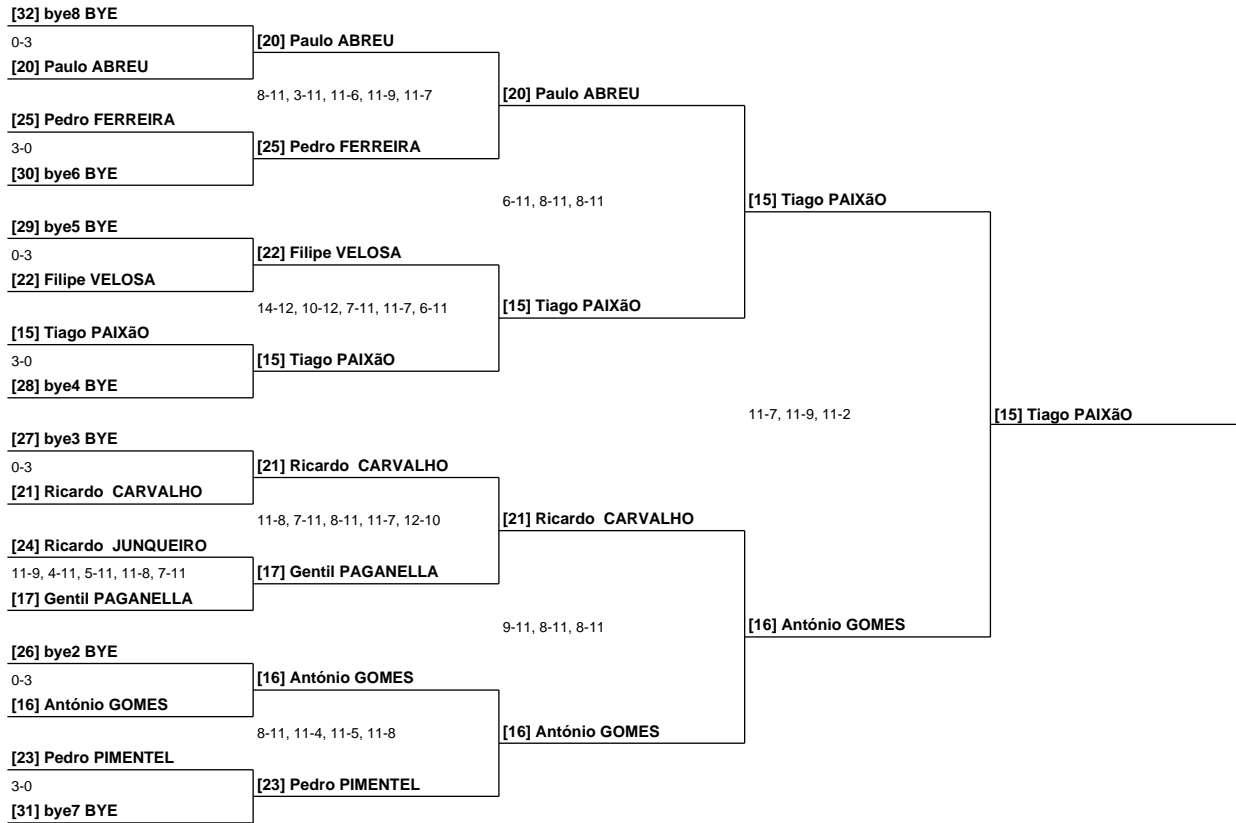 [32] bye8 BYE
0-3
[20] Paulo ABREU
[20] Paulo ABREU
8-11, 3-11, 11-6, 11-9, 11-7
[20] Paulo ABREU
[25] Pedro FERREIRA
3-0
[25] Pedro FERREIRA
[30] bye6 BYE
6-11, 8-11, 8-11
[15] Tiago PAIXãO
[29] bye5 BYE
0-3
[22] Filipe VELOSA
[22] Filipe VELOSA
14-12, 10-12, 7-11, 11-7, 6-11
[15] Tiago PAIXãO
[15] Tiago PAIXãO
3-0
[15] Tiago PAIXãO
[28] bye4 BYE
11-7, 11-9, 11-2
[15] Tiago PAIXãO
[27] bye3 BYE
0-3
[21] Ricardo  CARVALHO
[21] Ricardo  CARVALHO
11-8, 7-11, 8-11, 11-7, 12-10
[21] Ricardo  CARVALHO
[24] Ricardo  JUNQUEIRO
11-9, 4-11, 5-11, 11-8, 7-11
[17] Gentil PAGANELLA
[17] Gentil PAGANELLA
9-11, 8-11, 8-11
[16] António GOMES
[26] bye2 BYE
0-3
[16] António GOMES
[16] António GOMES
8-11, 11-4, 11-5, 11-8
[16] António GOMES
[23] Pedro PIMENTEL
3-0
[23] Pedro PIMENTEL
[31] bye7 BYE